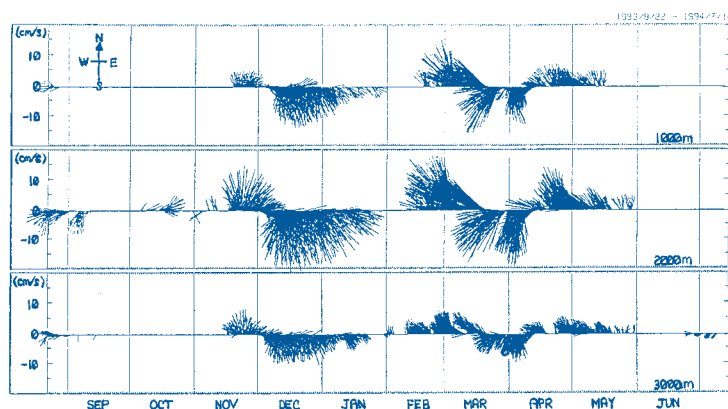 (cm/s)
10
0
-10
N
W E
S
1000m
(cm/s)
10
0
-10
2000m
(cm/s)
10
0
-10
3000m
SEP OCT NOV DEC JAN FEB MAR APR MAY JUN